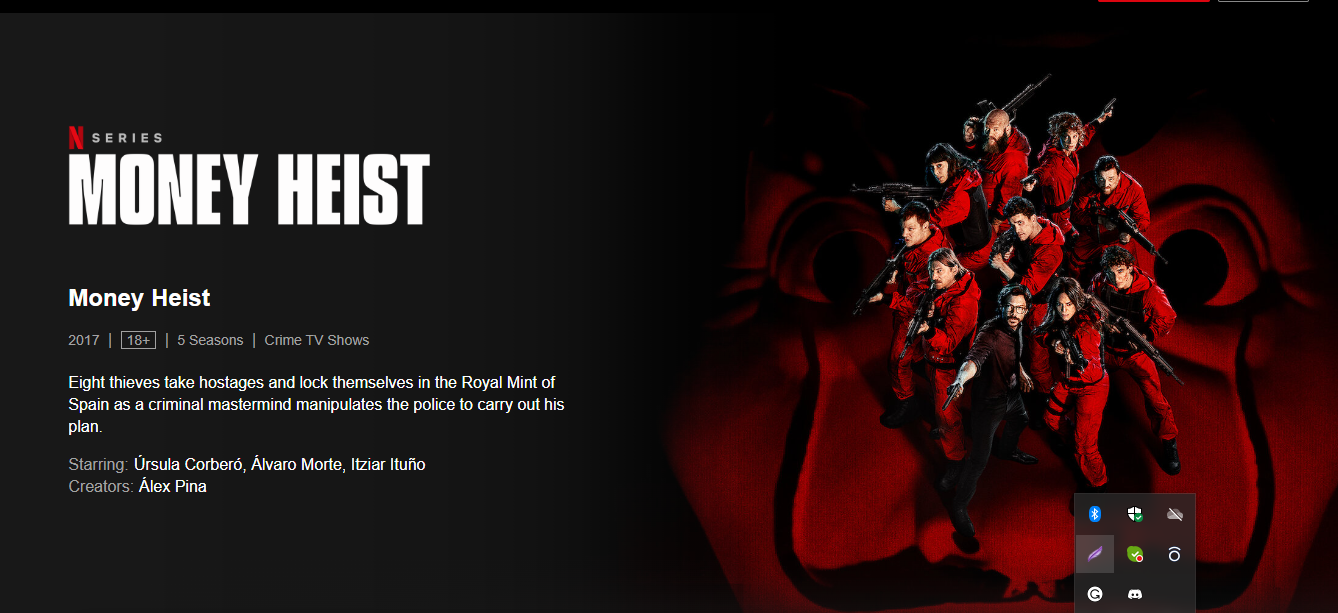 N SERIES
MONEY HEIST
Money Heist
2017 | 18+ | 5 Seasons | Crime TV Shows
Eight thieves take hostages and lock themselves in the Royal Mint of
Spain as a criminal mastermind manipulates the police to carry out his
plan.
Starring: Úrsula Corberó, Álvaro Morte, Itziar Ituño
Creators: Álex Pina